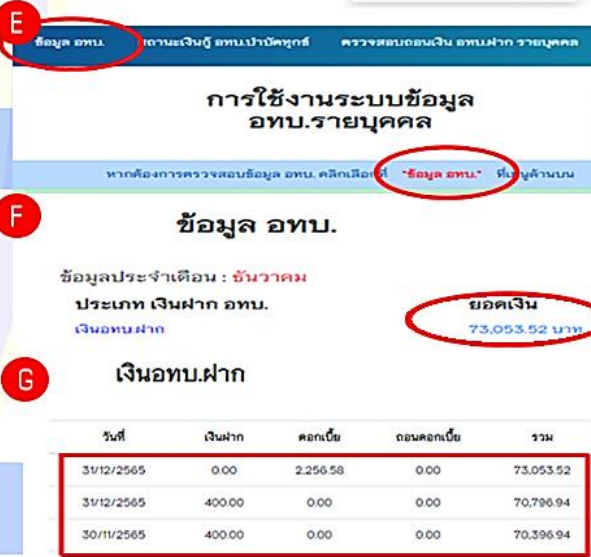 E
ข้อมูล อทบ. สถานะเงินกู้ อทบ.บำบัดทุกข์ ตรวจสอบถอนเงิน อทบ.ฝาก รายบุคคล
การใช้งานระบบข้อมูล
อทบ.รายบุคคล
หากต้องการตรวจสอบข้อมูล อทบ. คลิกเลือกที่ "ข้อมูล อทบ." ที่เมนูด้านบน
F
ข้อมูล อทบ.
ข้อมูลประจำเดือน : ธันวาคม
ประเภท เงินฝาก อทบ. ยอดเงิน
เงินอทบ.ฝาก 73,053.52 บาท
G
เงินอทบ.ฝาก
วันที่ เงินฝาก ดอกเบี้ย ถอนดอกเบี้ย รวม
31/12/2565 0.00 2,256.58 0.00 73,053.52
31/12/2565 400.00 0.00 0.00 70,796.94
30/11/2565 400.00 0.00 0.00 70,396.94